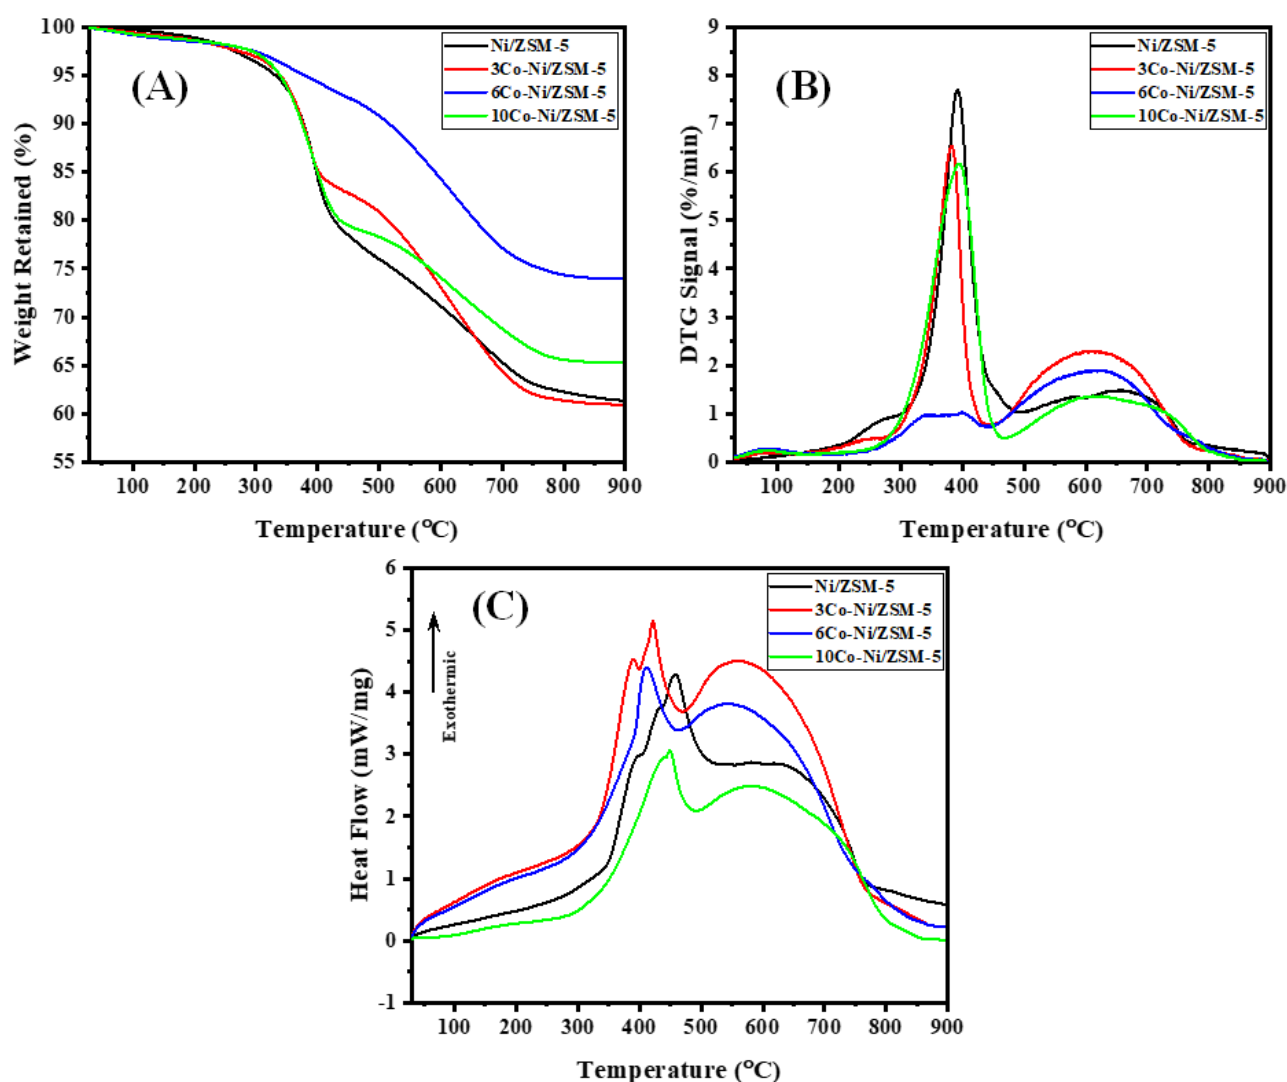 (A)
Ni/ZSM-5
3Co-Ni/ZSM-5
6Co-Ni/ZSM-5
10Co-Ni/ZSM-5
100
95
90
85
80
75
70
65
60
55
Weight Retained (%)
100 200 300 400 500 600 700 800 900
Temperature (°C)
(B)
Ni/ZSM-5
3Co-Ni/ZSM-5
6Co-Ni/ZSM-5
10Co-Ni/ZSM-5
9
8
7
6
5
4
3
2
1
0
DTG Signal (%/min)
100 200 300 400 500 600 700 800 900
Temperature (°C)
(C)
Ni/ZSM-5
3Co-Ni/ZSM-5
6Co-Ni/ZSM-5
10Co-Ni/ZSM-5
Exothermic
6
5
4
3
2
1
0
-1
Heat Flow (mW/mg)
100 200 300 400 500 600 700 800 900
Temperature (°C)